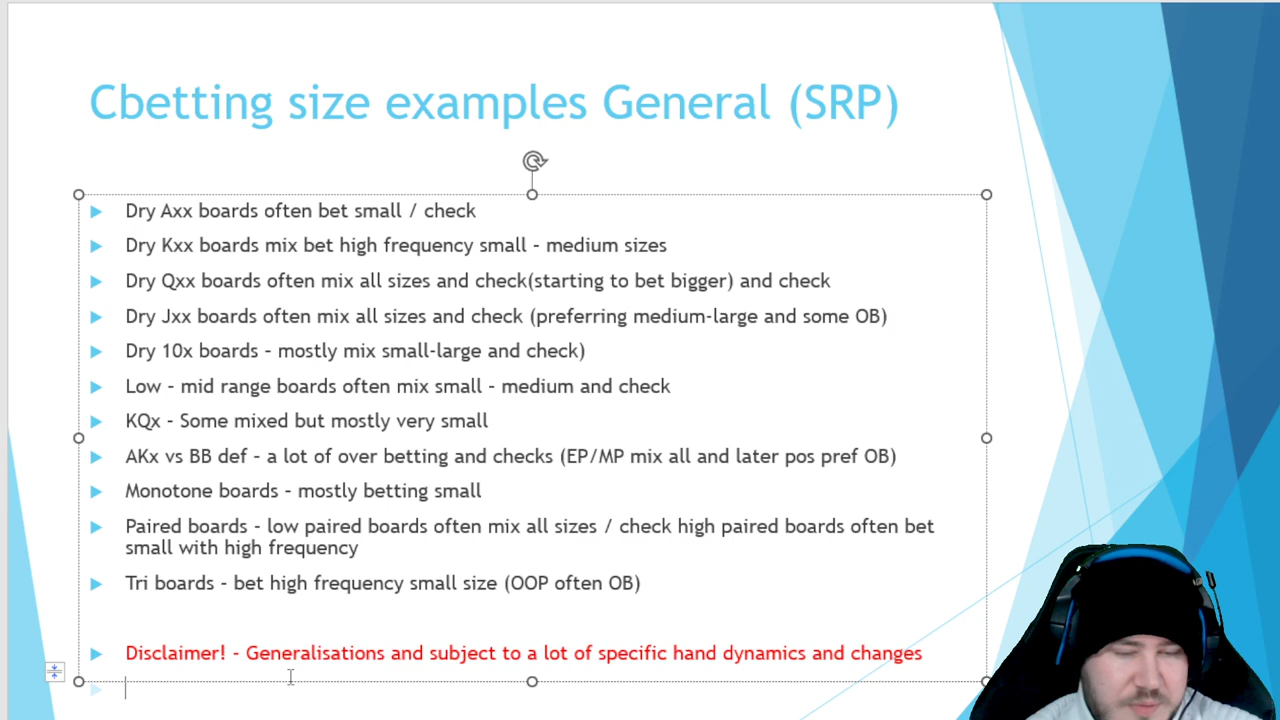 Cbetting size examples General (SRP)
Dry Axx boards often bet small / check
Dry Kxx boards mix bet high frequency small - medium sizes
Dry Qxx boards often mix all sizes and check(starting to bet bigger) and check
Dry Jxx boards often mix all sizes and check (preferring medium-large and some OB)
Dry 10x boards - mostly mix small-large and check)
Low - mid range boards often mix small - medium and check
KQx - Some mixed but mostly very small
AKx vs BB def - a lot of over betting and checks (EP/MP mix all and later pos pref OB)
Monotone boards - mostly betting small
Paired boards - low paired boards often mix all sizes / check high paired boards often bet
small with high frequency
Tri boards - bet high frequency small size (OOP often OB)
Disclaimer! - Generalisations and subject to a lot of specific hand dynamics and changes